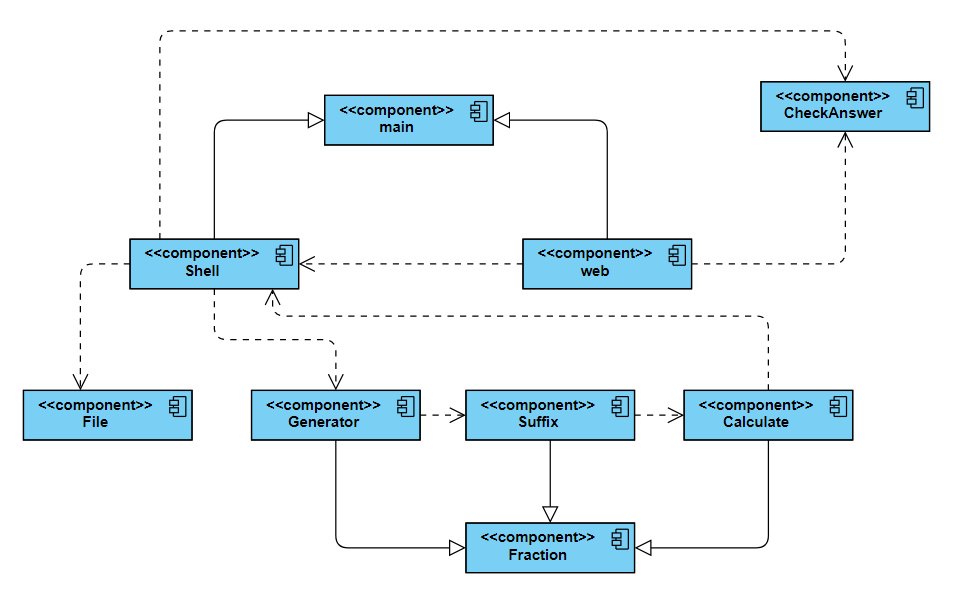 <<component>>
main
<<component>>
CheckAnswer
<<component>>
Shell
<<component>>
web
<<component>>
File
<<component>>
Generator
<<component>>
Suffix
<<component>>
Calculate
<<component>>
Fraction